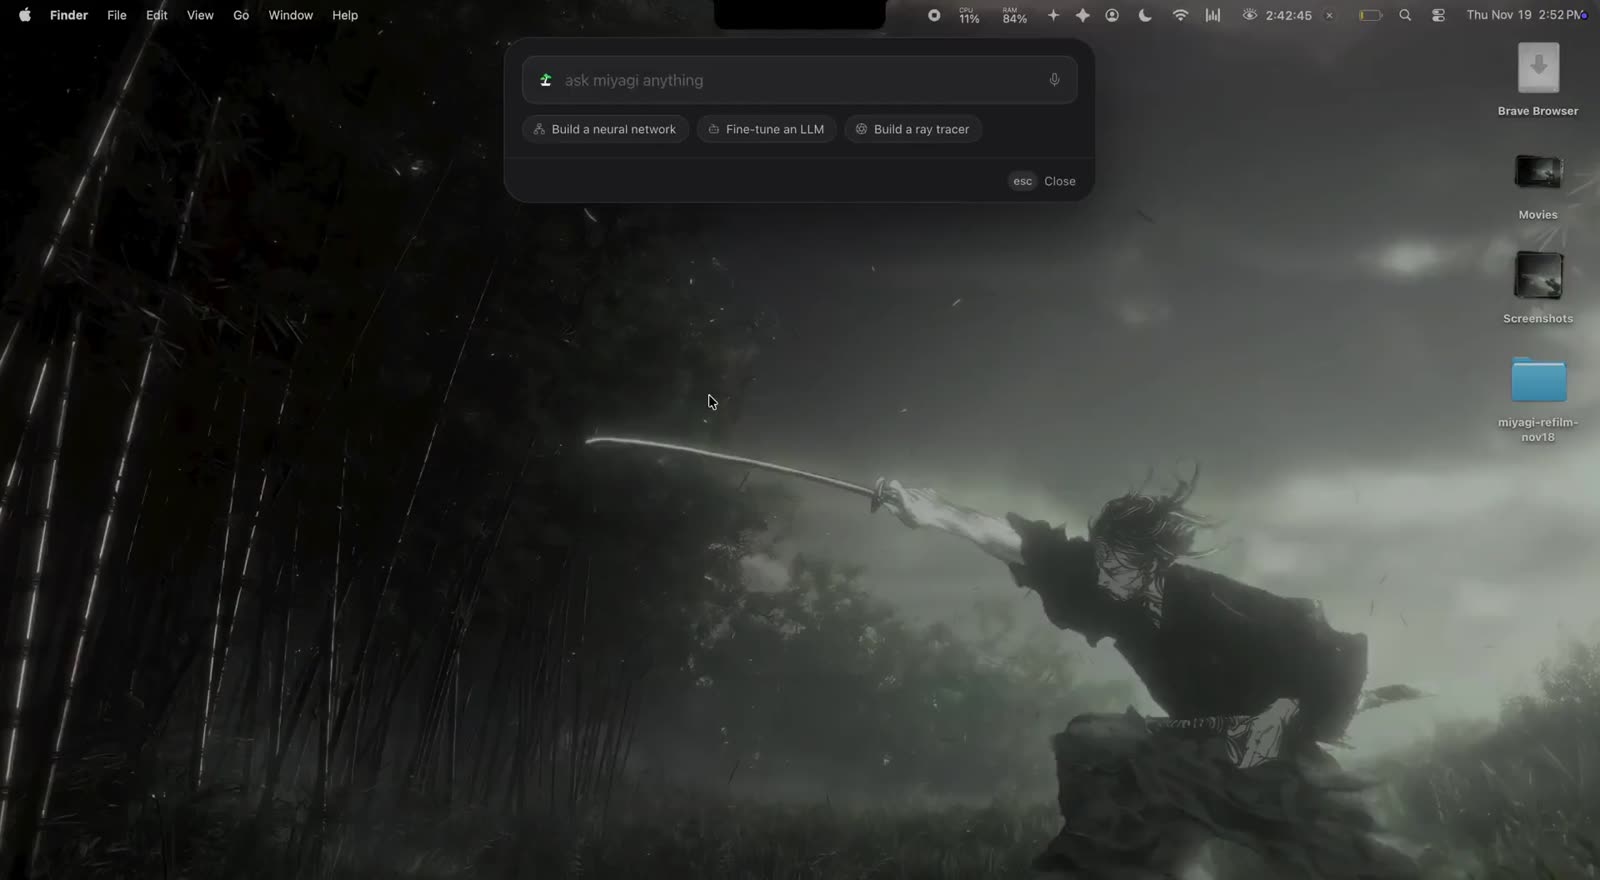 Finder File Edit View Go Window Help
CPU 11% RAM 84% 2:42:45 Thu Nov 19 2:52 PM
ask miyagi anything
Build a neural network Fine-tune an LLM Build a ray tracer
esc Close
Brave Browser
Movies
Screenshots
miyagi-refilm-
nov18